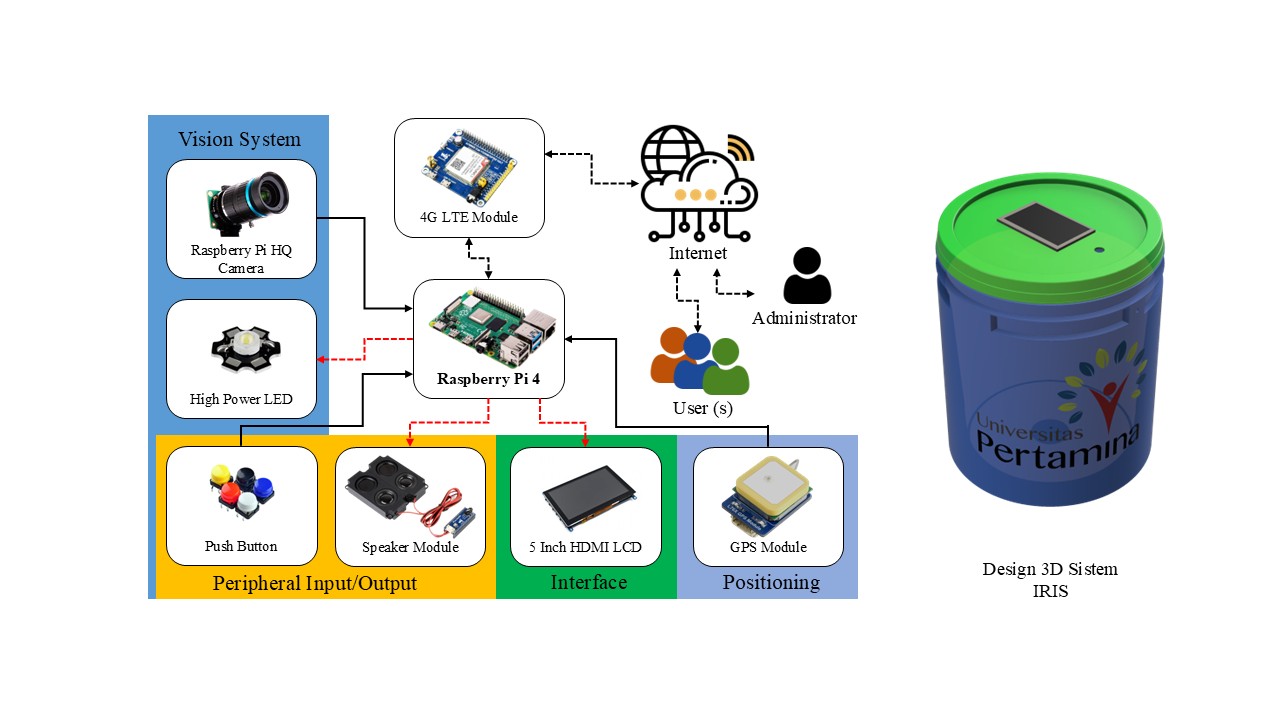 Vision System
Raspberry Pi HQ
Camera
High Power LED
4G LTE Module
Raspberry Pi 4
Internet
Administrator
User (s)
Push Button
Speaker Module
5 Inch HDMI LCD
GPS Module
Peripheral Input/Output
Interface
Positioning
Universitas
Pertamina
Design 3D Sistem
IRIS